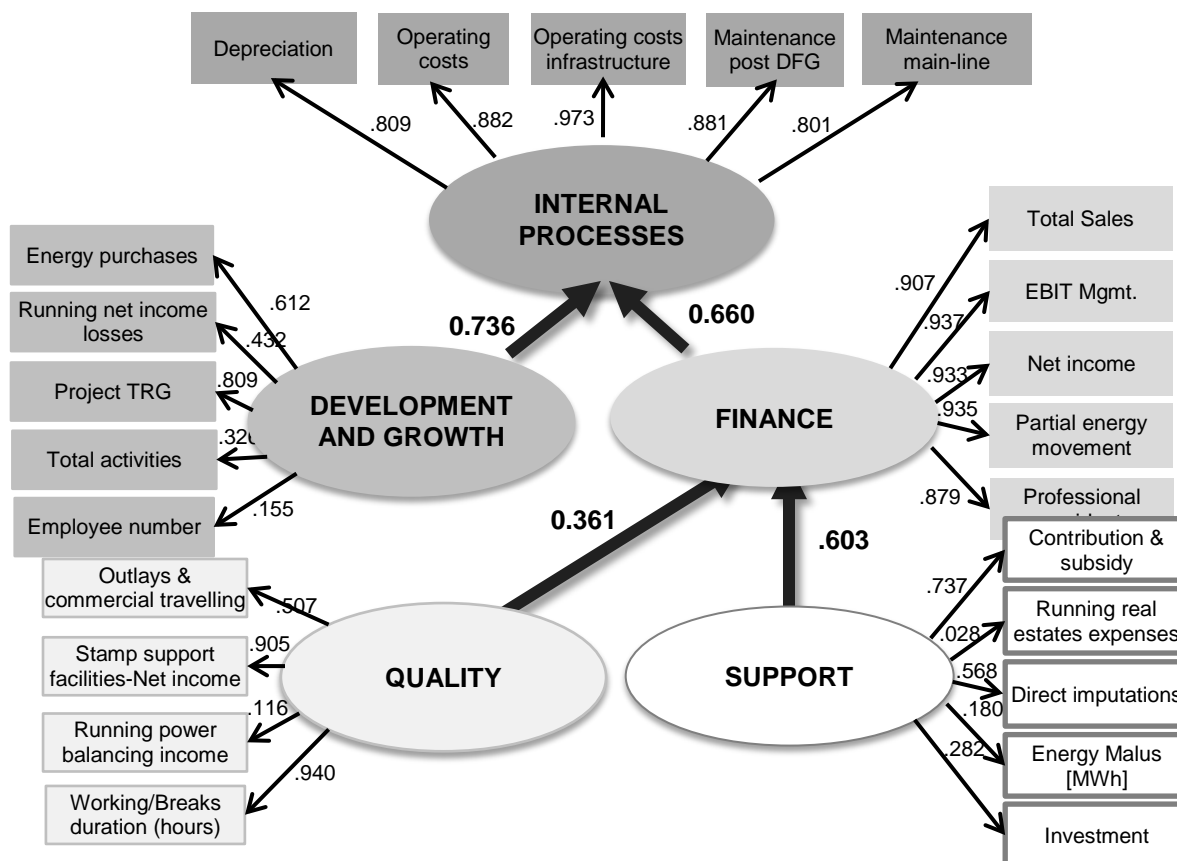 Depreciation
Operating
costs
Operating costs
infrastructure
Maintenance
post DFG
Maintenance
main-line
.809
.882
.973
.881
.801
INTERNAL
PROCESSES
Energy purchases
Running net income
losses
Project TRG
Total activities
Employee number
.612
.432
.809
.326
.155
DEVELOPMENT
AND GROWTH
0.736
0.660
FINANCE
Total Sales
EBIT Mgmt.
Net income
Partial energy
movement
Professional
.907
.937
.933
.935
.879
0.361
.603
Outlays &
commercial travelling
Stamp support
facilities-Net income
Running power
balancing income
Working/Breaks
duration (hours)
.507
.905
.116
.940
QUALITY
SUPPORT
Contribution &
subsidy
Running real
estates expenses
Direct imputations
Energy Malus
[MWh]
Investment
.737
.028
.568
.180
.282